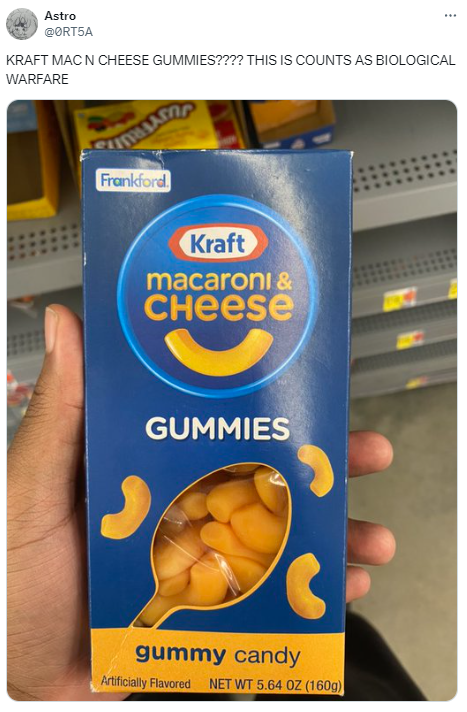 Astro
@0RT5A
KRAFT MAC N CHEESE GUMMIES???? THIS IS COUNTS AS BIOLOGICAL
WARFARE
JUJYFRUITS
Frankford.
Kraft
macaroni &
cheese
GUMMIES
gummy candy
Artificially Flavored NET WT 5.64 OZ (160g)